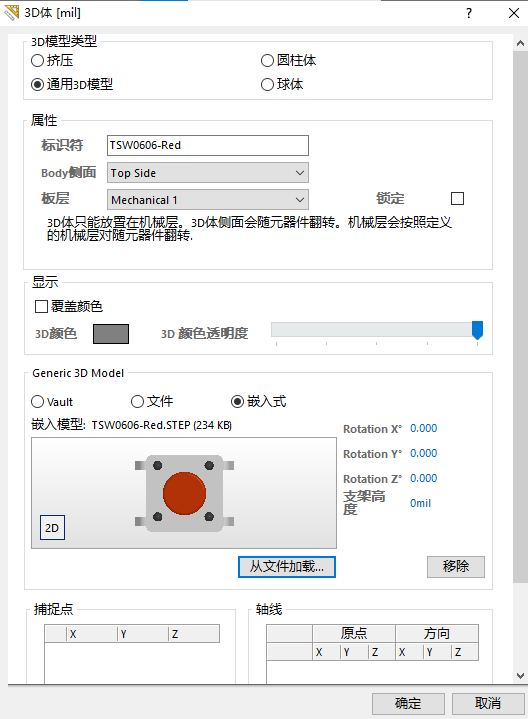 3D体 [mil]
?
3D模型类型
挤压
圆柱体
通用3D模型
球体
属性
标识符
TSW0606-Red
Body侧面
Top Side
板层
Mechanical 1
锁定
3D体只能放置在机械层。3D体侧面会随元器件翻转。机械层会按照定义
的机械层对随元器件翻转.
显示
覆盖颜色
3D颜色
3D 颜色透明度
Generic 3D Model
Vault
文件
嵌入式
嵌入模型: TSW0606-Red.STEP (234 KB)
Rotation X° 0.000
Rotation Y° 0.000
Rotation Z° 0.000
支架高
度
0mil
2D
从文件加载...
移除
捕捉点
轴线
X Y Z
原点 方向
X Y Z X Y Z
确定
取消